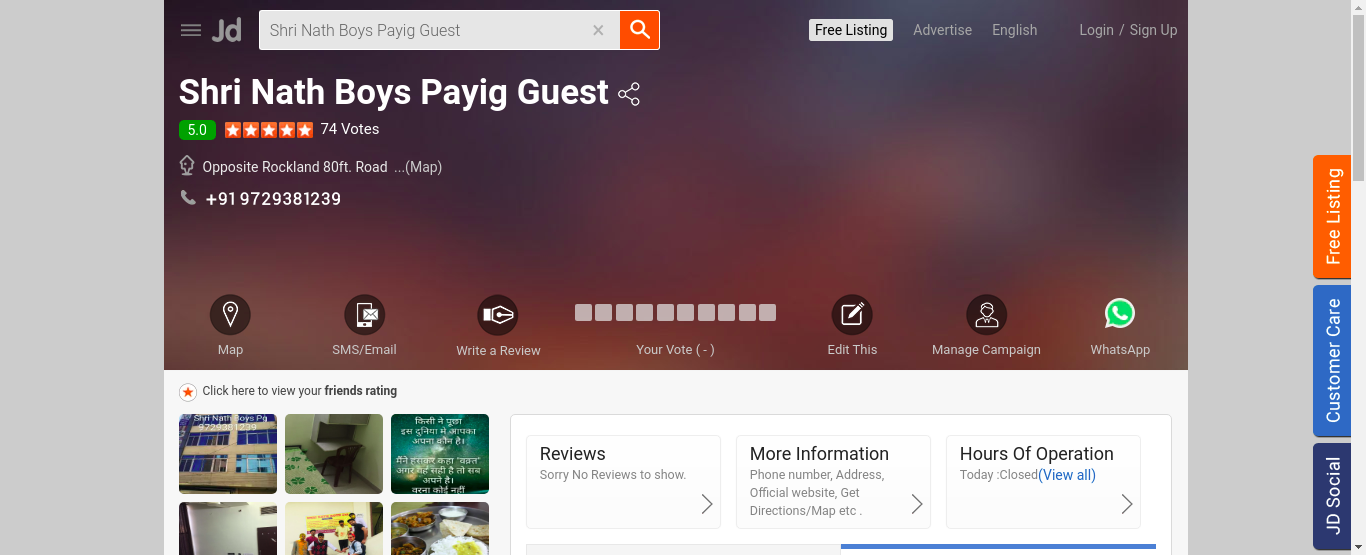 Jd
Shri Nath Boys Payig Guest
×
Free Listing
Advertise
English
Login / Sign Up
Shri Nath Boys Payig Guest
5.0
74 Votes
Opposite Rockland 80ft. Road ...(Map)
+91 9729381239
Map
SMS/Email
Write a Review
Your Vote ( - )
Edit This
Manage Campaign
WhatsApp
Free Listing
Customer Care
JD Social
Click here to view your friends rating
Shri Nath Boys Pg
9729381239
किसी ने पूछा
इस दुनिया में आपका
अपना कौन है।
मैंने हंसकर कहा "वक़्त"
अगर वह सही है तो सब
अपने है।
वरना कोई नहीं
Reviews
Sorry No Reviews to show.
More Information
Phone number, Address,
Official website, Get
Directions/Map etc .
Hours Of Operation
Today :Closed(View all)